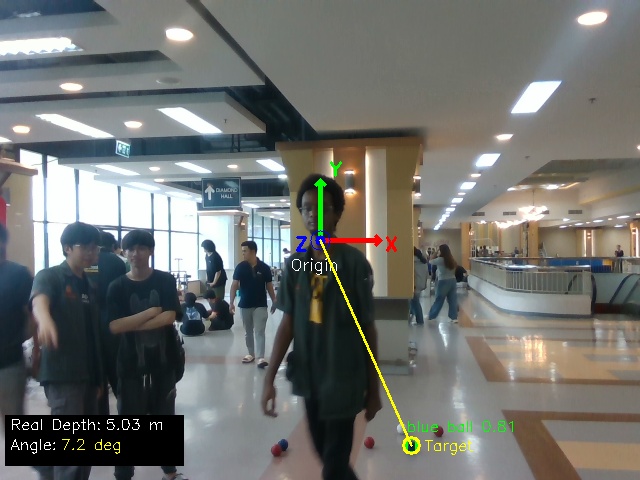 DIAMOND
HALL
Y
Z
X
Origin
blue ball 0.81
Target
Real Depth: 5.03 m
Angle: 7.2 deg